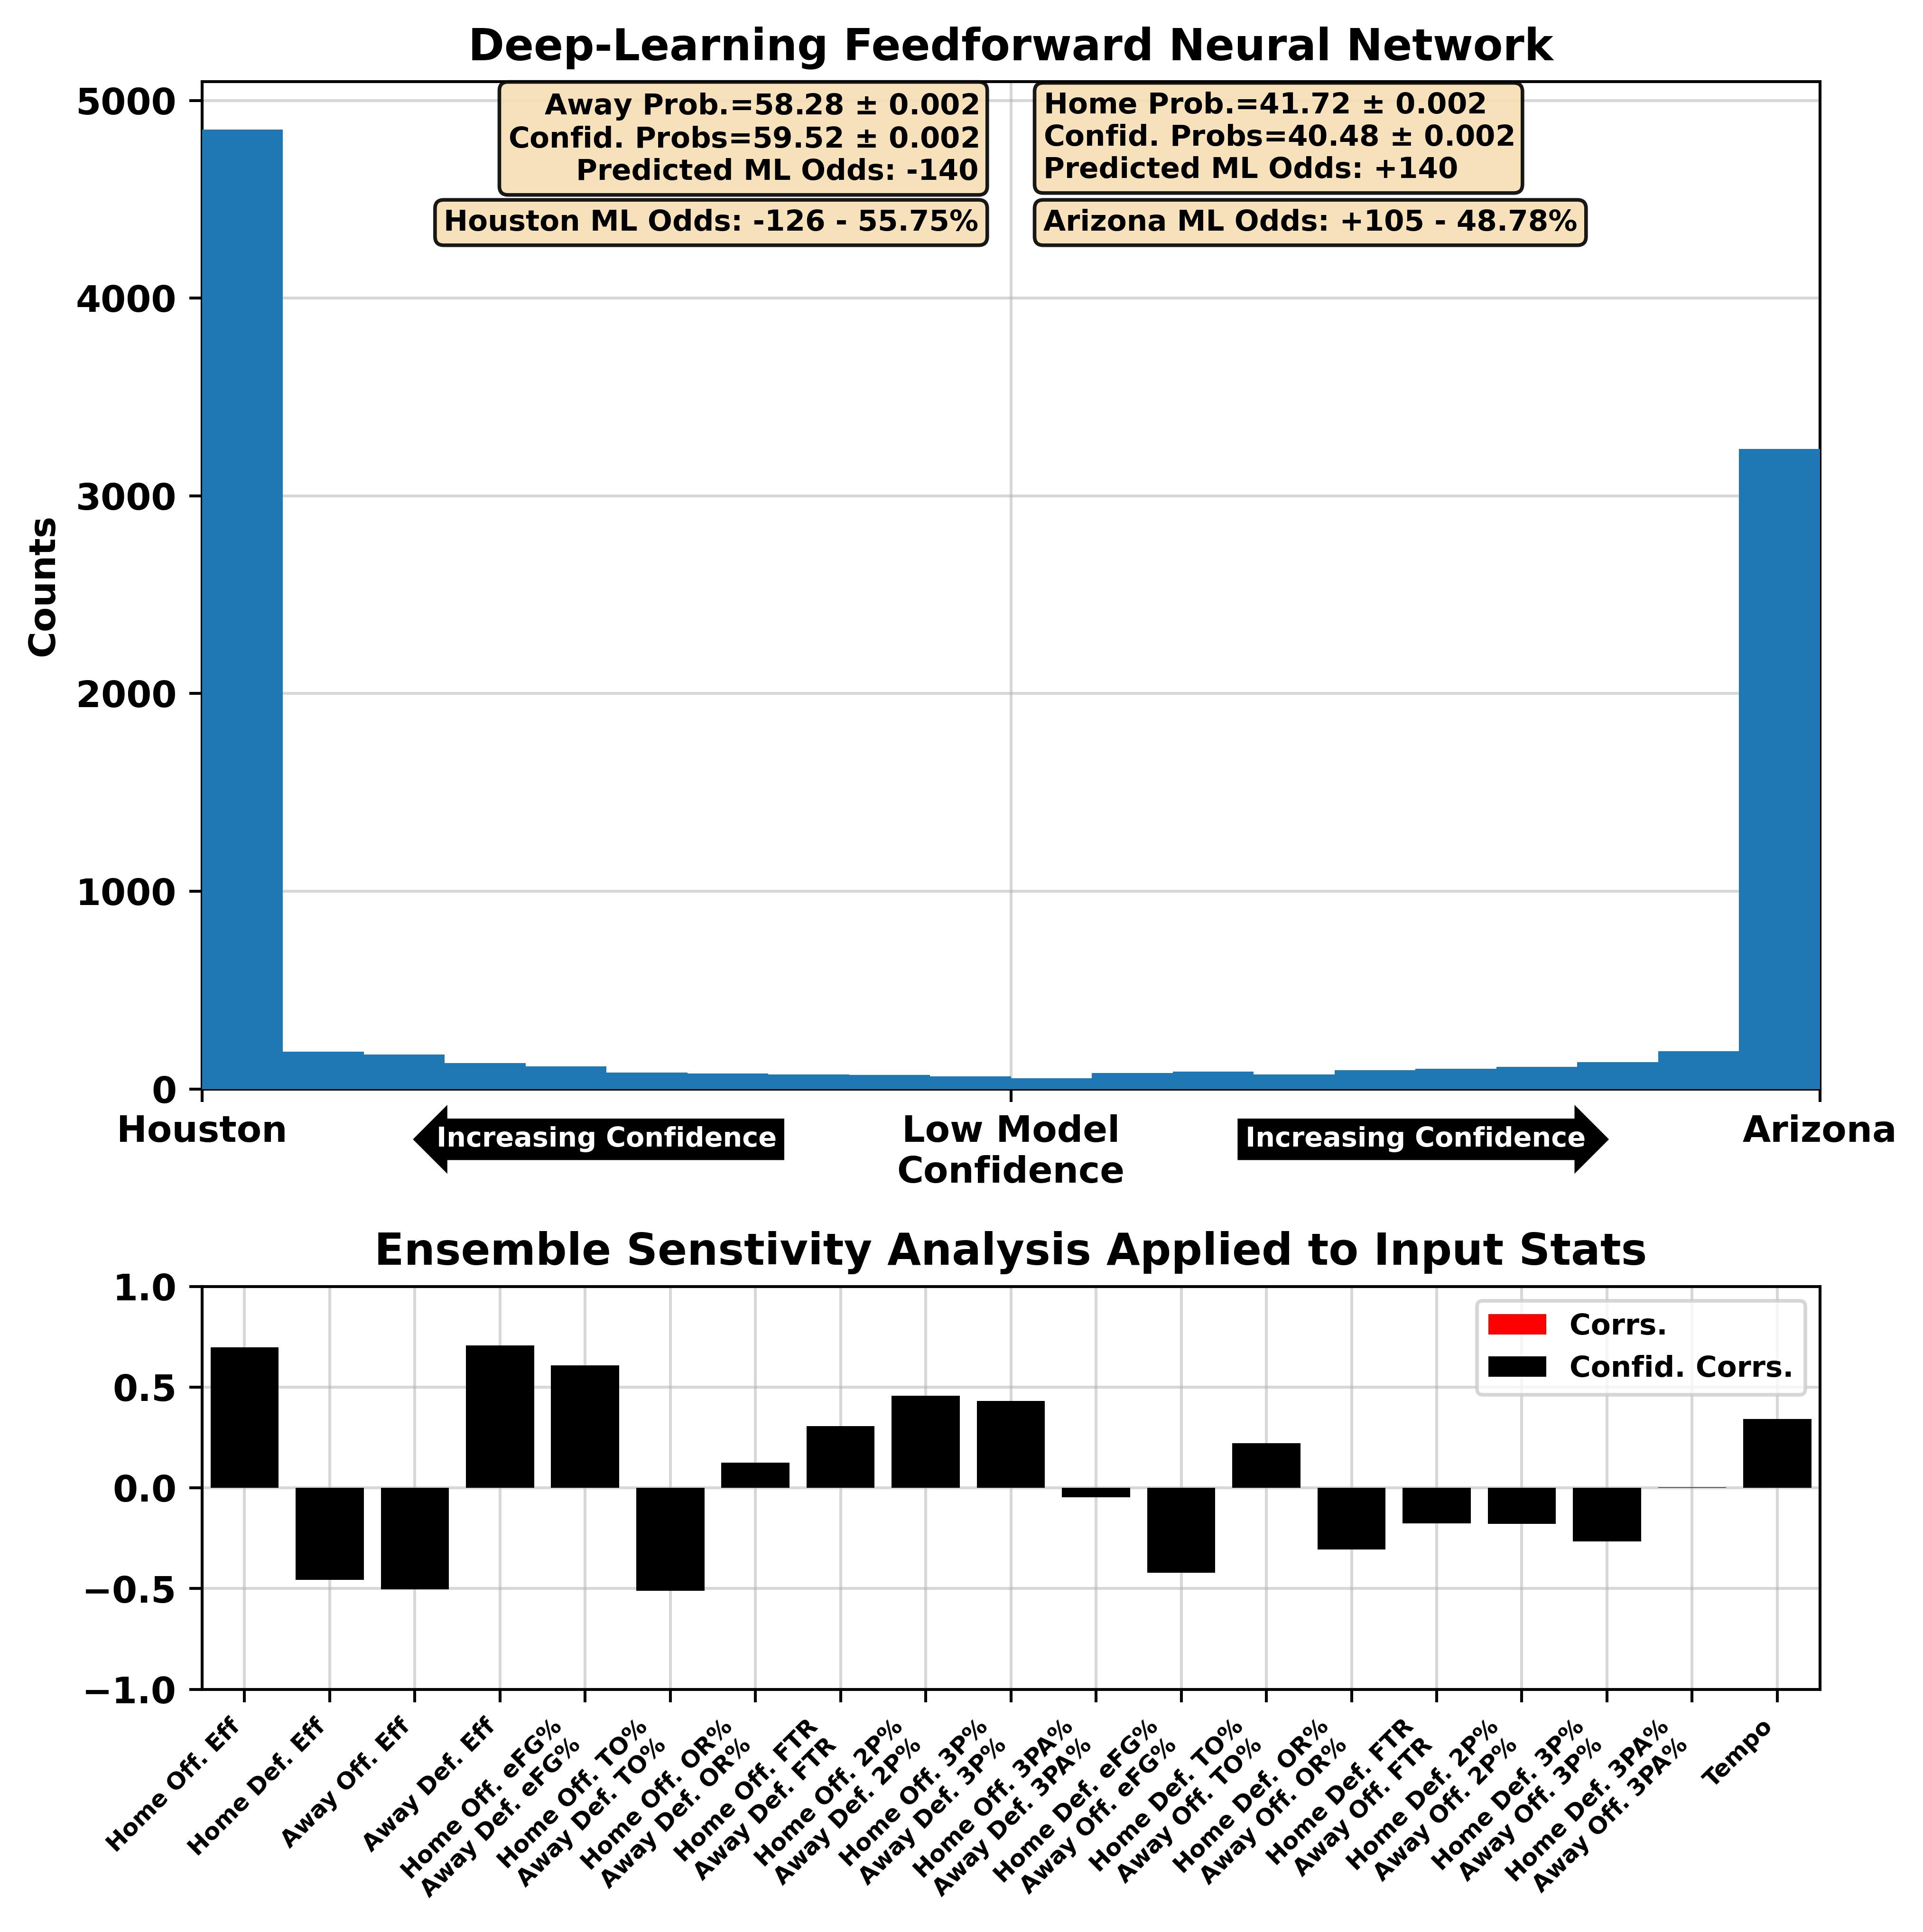 Deep-Learning Feedforward Neural Network
Away Prob.=58.28 ± 0.002
Confid. Probs=59.52 ± 0.002
Predicted ML Odds: -140
Houston ML Odds: -126 - 55.75%
Home Prob.=41.72 ± 0.002
Confid. Probs=40.48 ± 0.002
Predicted ML Odds: +140
Arizona ML Odds: +105 - 48.78%
5000
4000
3000
2000
1000
0
Counts
Houston
Increasing Confidence
Low Model
Confidence
Increasing Confidence
Arizona
Ensemble Senstivity Analysis Applied to Input Stats
1.0
0.5
0.0
−0.5
−1.0
Corrs.
Confid. Corrs.
Home Off. Eff
Home Def. Eff
Away Off. Eff
Away Def. Eff
Home Off. eFG%
Away Def. eFG%
Home Off. TO%
Away Def. TO%
Home Off. OR%
Away Def. OR%
Home Off. FTR
Away Def. FTR
Home Off. 2P%
Away Def. 2P%
Home Off. 3P%
Away Def. 3P%
Home Off. 3PA%
Away Def. 3PA%
Home Def. eFG%
Away Off. eFG%
Home Def. TO%
Away Off. TO%
Home Def. OR%
Away Off. OR%
Home Def. FTR
Away Off. FTR
Home Def. 2P%
Away Off. 2P%
Home Def. 3P%
Away Off. 3P%
Home Def. 3PA%
Away Off. 3PA%
Tempo